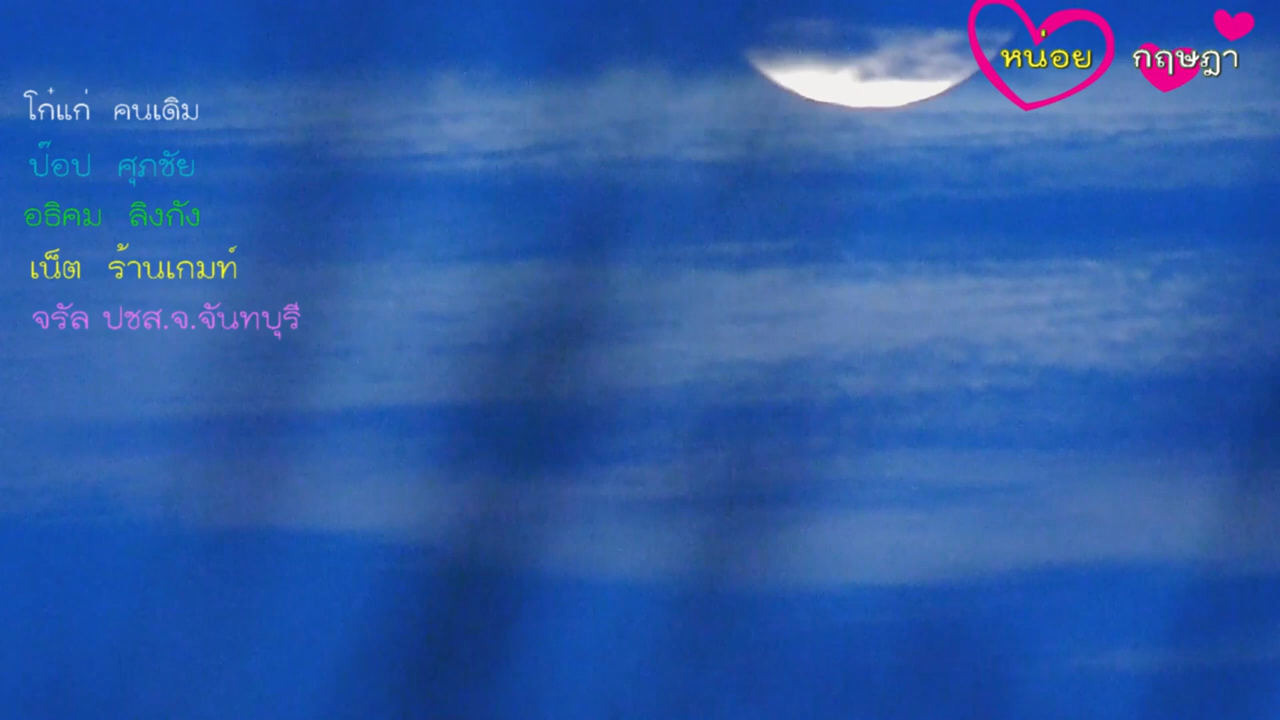 หน่อย กฤษฎา
โก๋แก่ คนเดิม
ป๊อป ศุภชัย
อธิคม ลิงกัง
เน็ต ร้านเกมท์
จรัล ปชส.จ.จันทบุรี